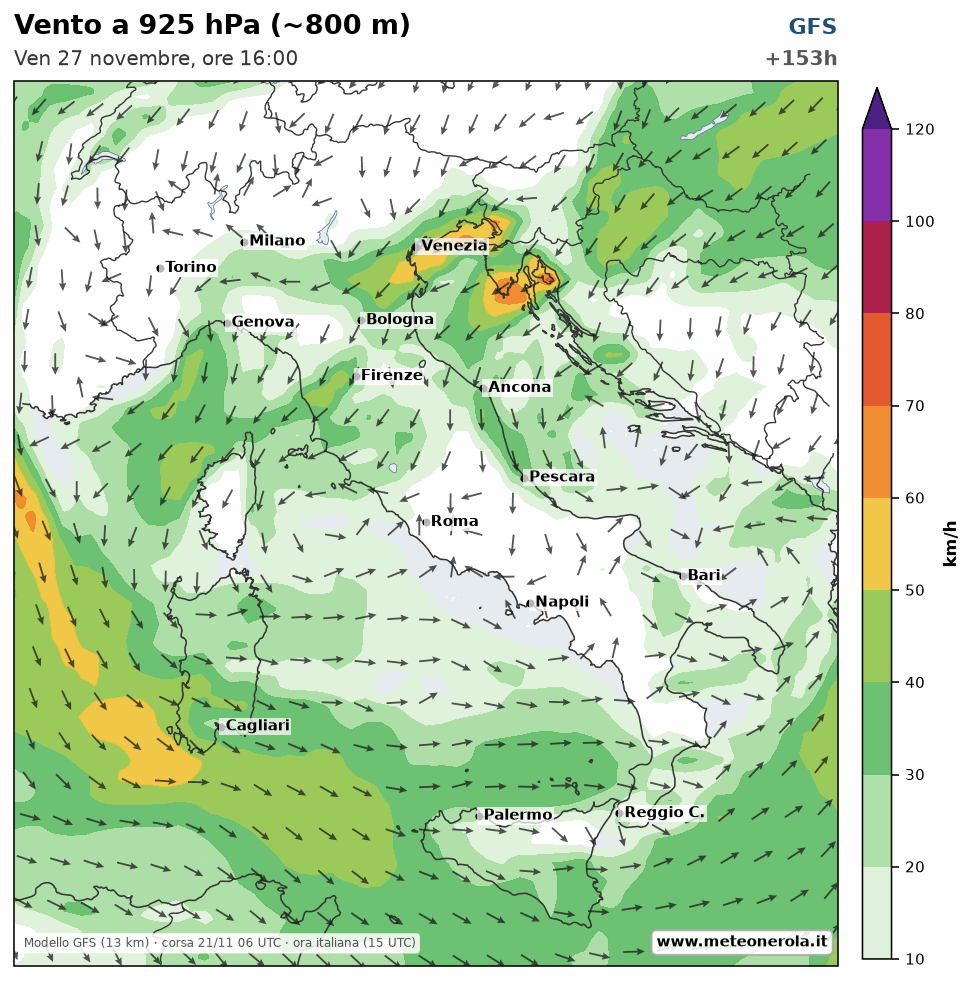 Vento a 925 hPa (~800 m)
GFS
Ven 27 novembre, ore 16:00
+153h
120
100
80
70
60
50
40
30
20
10
km/h
Milano
Venezia
Torino
Genova
Bologna
Firenze
Ancona
Pescara
Roma
Bari
Napoli
Cagliari
Palermo
Reggio C.
Modello GFS (13 km) · corsa 21/11 06 UTC · ora italiana (15 UTC)
www.meteonerola.it